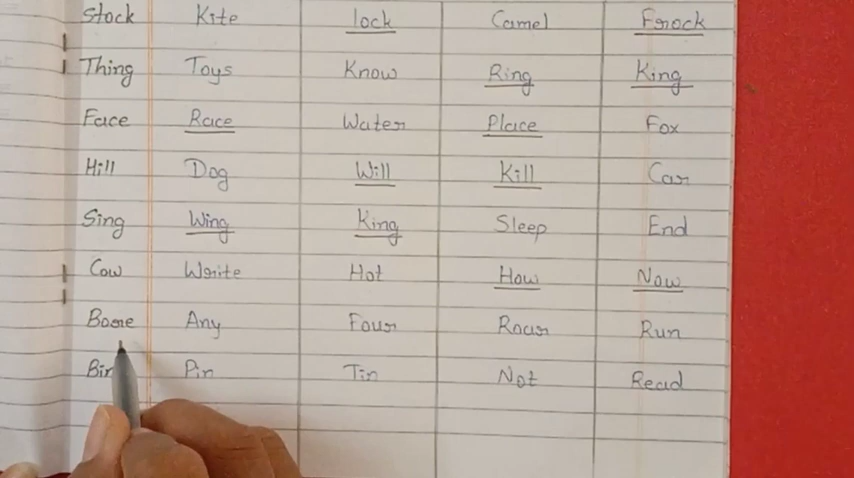 Stock Kite lock Camel Frock
Thing Toys Know Ring King
Face Race Water Place Fox
Hill Dog Will Kill Car
Sing Wing King Sleep End
Cow Write Hot How Now
Bore Any Four Roar Run
Bin Pin Tin Not Read